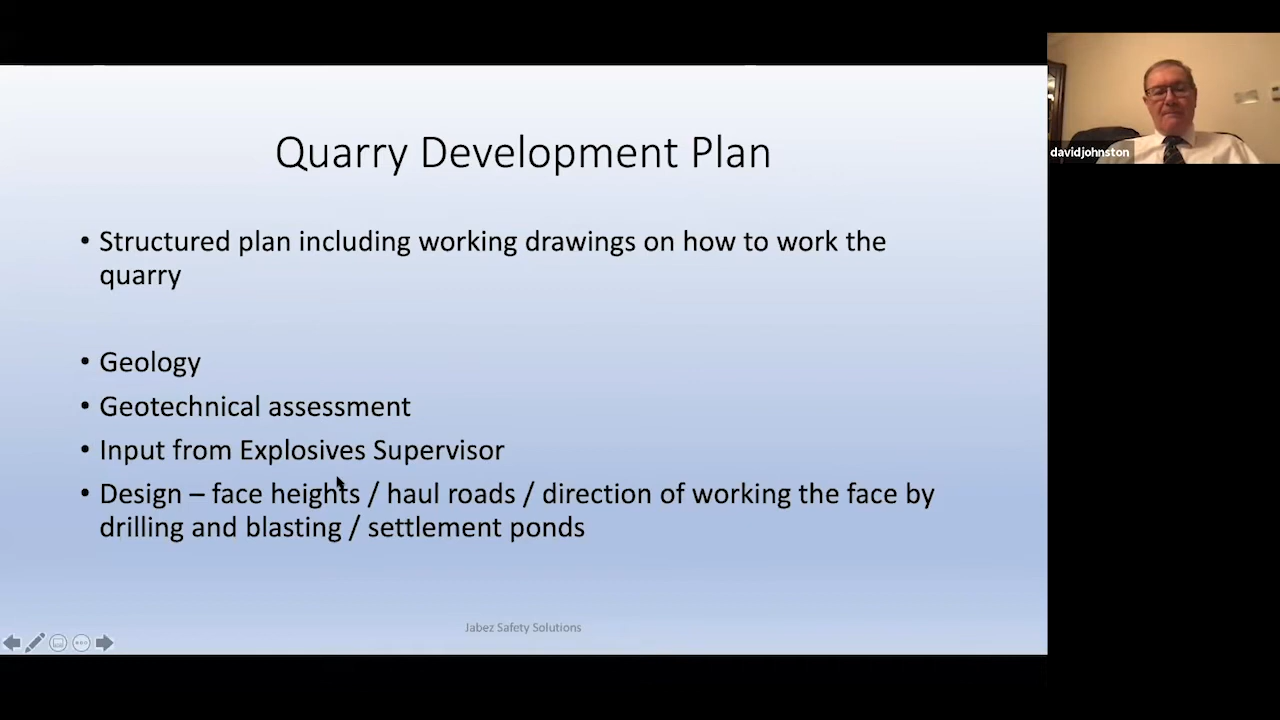 Quarry Development Plan
• Structured plan including working drawings on how to work the
quarry
• Geology
• Geotechnical assessment
• Input from Explosives Supervisor
• Design – face heights / haul roads / direction of working the face by
drilling and blasting / settlement ponds
Jabez Safety Solutions
davidjohnston